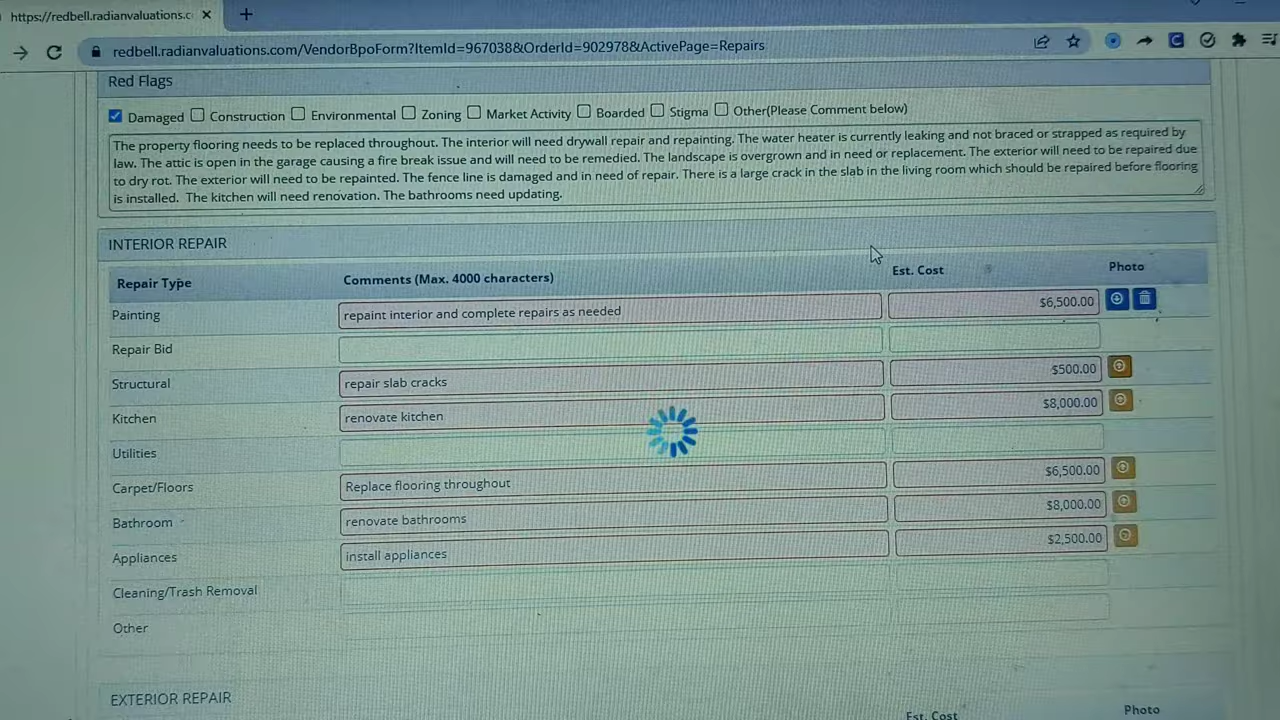 https://redbell.radianvaluations.c
redbell.radianvaluations.com/VendorBpoForm?ItemId=967038&OrderId=902978&ActivePage=Repairs
Red Flags
Damaged Construction Environmental Zoning Market Activity Boarded Stigma Other(Please Comment below)
The property flooring needs to be replaced throughout. The interior will need drywall repair and repainting. The water heater is currently leaking and not braced or strapped as required by
law. The attic is open in the garage causing a fire break issue and will need to be remedied. The landscape is overgrown and in need or replacement. The exterior will need to be repaired due
to dry rot. The exterior will need to be repainted. The fence line is damaged and in need of repair. There is a large crack in the slab in the living room which should be repaired before flooring
is installed. The kitchen will need renovation. The bathrooms need updating.
INTERIOR REPAIR
Repair Type Comments (Max. 4000 characters) Est. Cost Photo
Painting repaint interior and complete repairs as needed $6,500.00
Repair Bid
Structural repair slab cracks $500.00
Kitchen renovate kitchen $8,000.00
Utilities
Carpet/Floors Replace flooring throughout $6,500.00
Bathroom renovate bathrooms $8,000.00
Appliances install appliances $2,500.00
Cleaning/Trash Removal
Other
EXTERIOR REPAIR
Est. Cost Photo